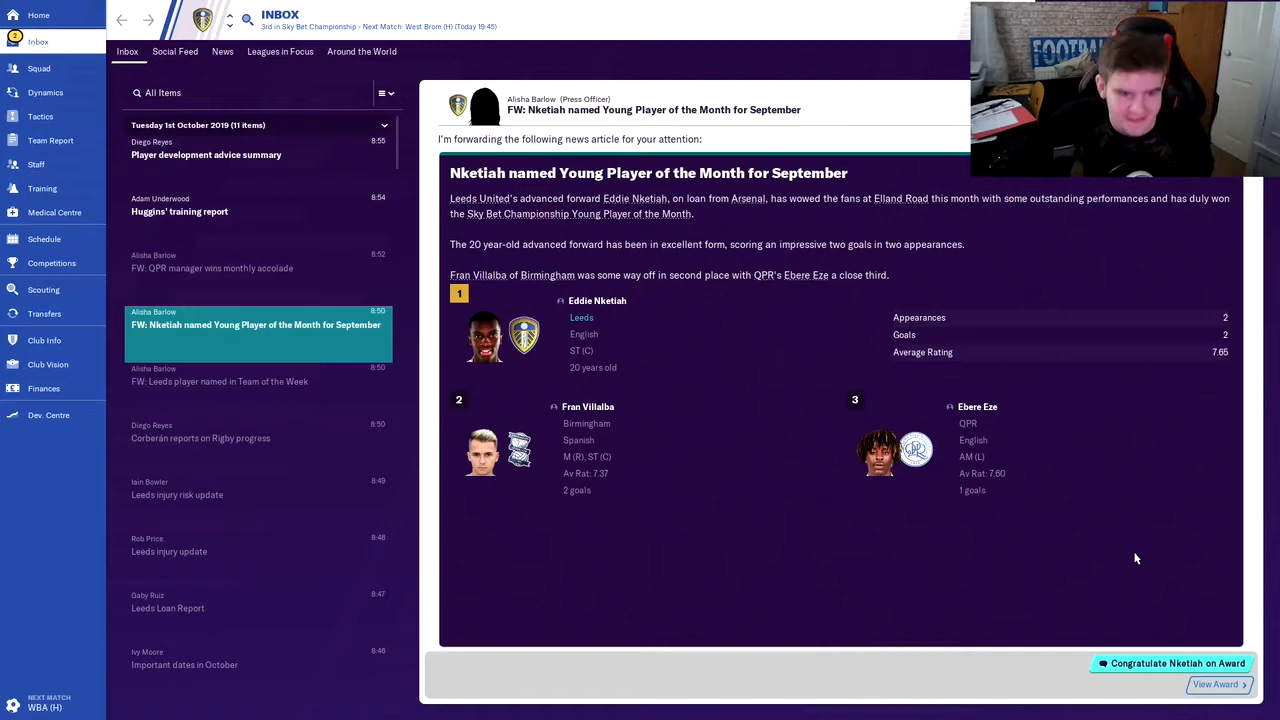 Home
INBOX
3rd in Sky Bet Championship - Next Match: West Brom (H) (Today 19:45)
2
Inbox
Squad
Dynamics
Tactics
Team Report
Staff
Training
Medical Centre
Schedule
Competitions
Scouting
Transfers
Club Info
Club Vision
Finances
Dev. Centre
NEXT MATCH
WBA (H)
Inbox Social Feed News Leagues in Focus Around the World
All Items
Tuesday 1st October 2019 (11 items)
Diego Reyes 8:55
Player development advice summary
Adam Underwood 8:54
Huggins' training report
Alisha Barlow 8:52
FW: QPR manager wins monthly accolade
Alisha Barlow 8:50
FW: Nketiah named Young Player of the Month for September
Alisha Barlow 8:50
FW: Leeds player named in Team of the Week
Diego Reyes 8:50
Corberán reports on Rigby progress
Iain Bowler 8:49
Leeds injury risk update
Rob Price 8:48
Leeds injury update
Gaby Ruiz 8:47
Leeds Loan Report
Ivy Moore 8:46
Important dates in October
Alisha Barlow (Press Officer)
FW: Nketiah named Young Player of the Month for September
I'm forwarding the following news article for your attention:
Nketiah named Young Player of the Month for September
Leeds United's advanced forward Eddie Nketiah, on loan from Arsenal, has wowed the fans at Elland Road this month with some outstanding performances and has duly won
the Sky Bet Championship Young Player of the Month.
The 20 year-old advanced forward has been in excellent form, scoring an impressive two goals in two appearances.
Fran Villalba of Birmingham was some way off in second place with QPR's Ebere Eze a close third.
1
Eddie Nketiah
Leeds
English
ST (C)
20 years old
Appearances 2
Goals 2
Average Rating 7.65
2
Fran Villalba
Birmingham
Spanish
M (R), ST (C)
Av Rat: 7.37
2 goals
3
Ebere Eze
QPR
English
AM (L)
Av Rat: 7.60
1 goals
Congratulate Nketiah on Award
View Award